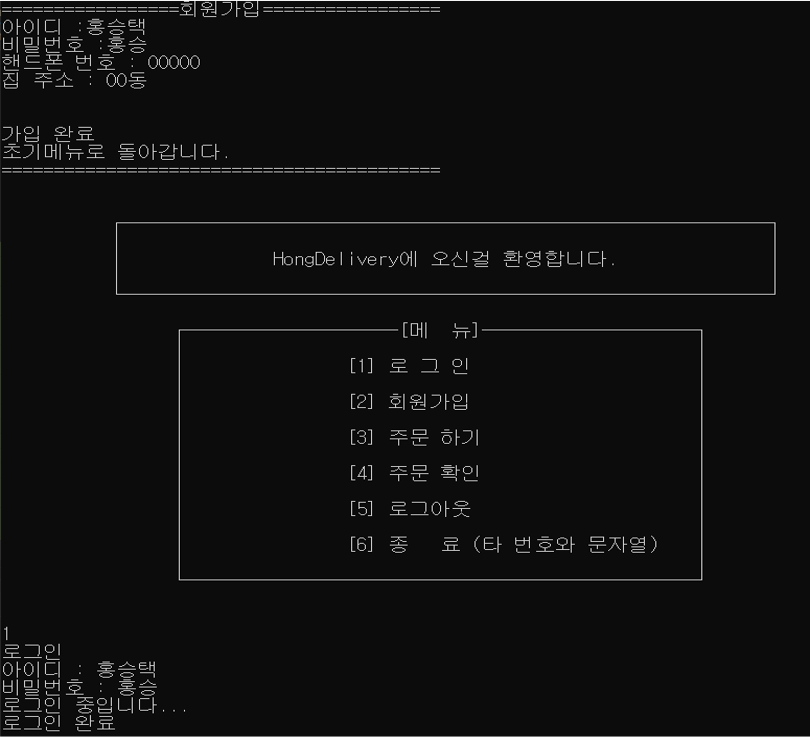 =================회원가입=================
아이디 :홍승택
비밀번호 :홍승
핸드폰 번호 : 00000
집 주소 : 00동
가입 완료
초기메뉴로 돌아갑니다.
==========================================
HongDelivery에 오신걸 환영합니다.
[메 뉴]
[1] 로 그 인
[2] 회원가입
[3] 주문 하기
[4] 주문 확인
[5] 로그아웃
[6] 종 료 (타 번호와 문자열)
1
로그인
아이디 : 홍승택
비밀번호 : 홍승
로그인 중입니다...
로그인 완료